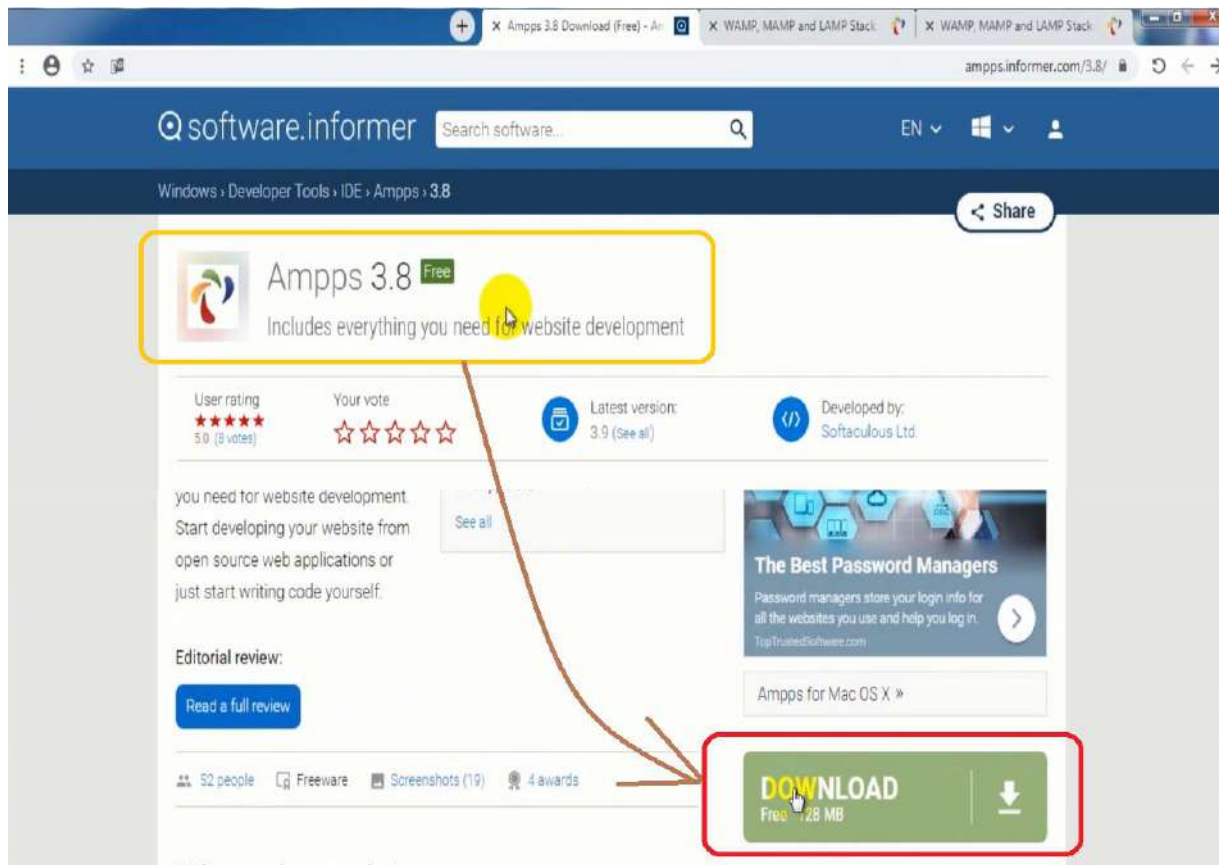 Ampps 3.8 Download (Free) - Am
WAMP, MAMP and LAMP Stack
WAMP, MAMP and LAMP Stack
ampps.informer.com/3.8/
software.informer
Search software...
EN
Windows › Developer Tools › IDE › Ampps › 3.8
Share
Ampps 3.8 Free
Includes everything you need for website development
User rating
5.0 (8 votes)
Your vote
Latest version:
3.9 (See all)
Developed by:
Softaculous Ltd.
you need for website development.
Start developing your website from
open source web applications or
just start writing code yourself.
See all
The Best Password Managers
Password managers store your login info for
all the websites you use and help you log in.
TopTrustedSoftware.com
Editorial review:
Read a full review
Ampps for Mac OS X »
52 people Freeware Screenshots (19) 4 awards
DOWNLOAD
Free 128 MB